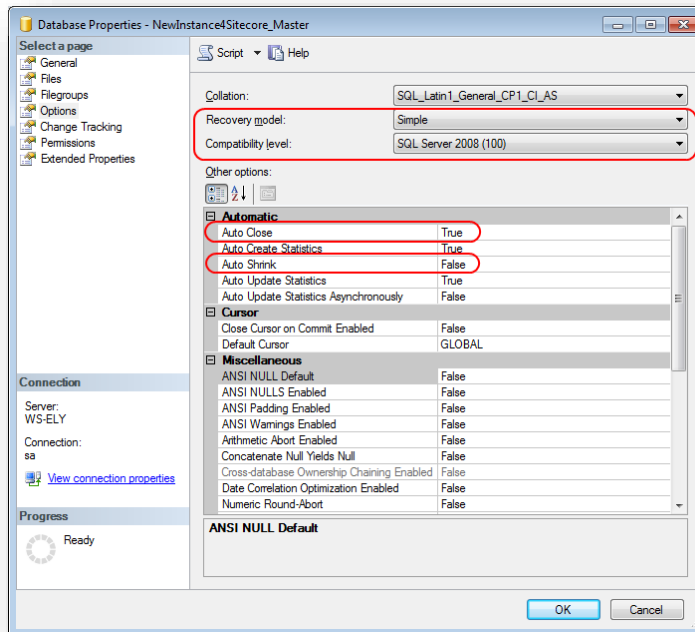 Database Properties - NewInstance4Sitecore_Master
Select a page
General
Files
Filegroups
Options
Change Tracking
Permissions
Extended Properties
Script
Help
Collation: SQL_Latin1_General_CP1_CI_AS
Recovery model: Simple
Compatibility level: SQL Server 2008 (100)
Other options:
Automatic
Auto Close True
Auto Create Statistics True
Auto Shrink False
Auto Update Statistics True
Auto Update Statistics Asynchronously False
Cursor
Close Cursor on Commit Enabled False
Default Cursor GLOBAL
Miscellaneous
ANSI NULL Default False
ANSI NULLS Enabled False
ANSI Padding Enabled False
ANSI Warnings Enabled False
Arithmetic Abort Enabled False
Concatenate Null Yields Null False
Cross-database Ownership Chaining Enabled False
Date Correlation Optimization Enabled False
Numeric Round-Abort False
ANSI NULL Default
Connection
Server:
WS-ELY
Connection:
sa
View connection properties
Progress
Ready
OK
Cancel